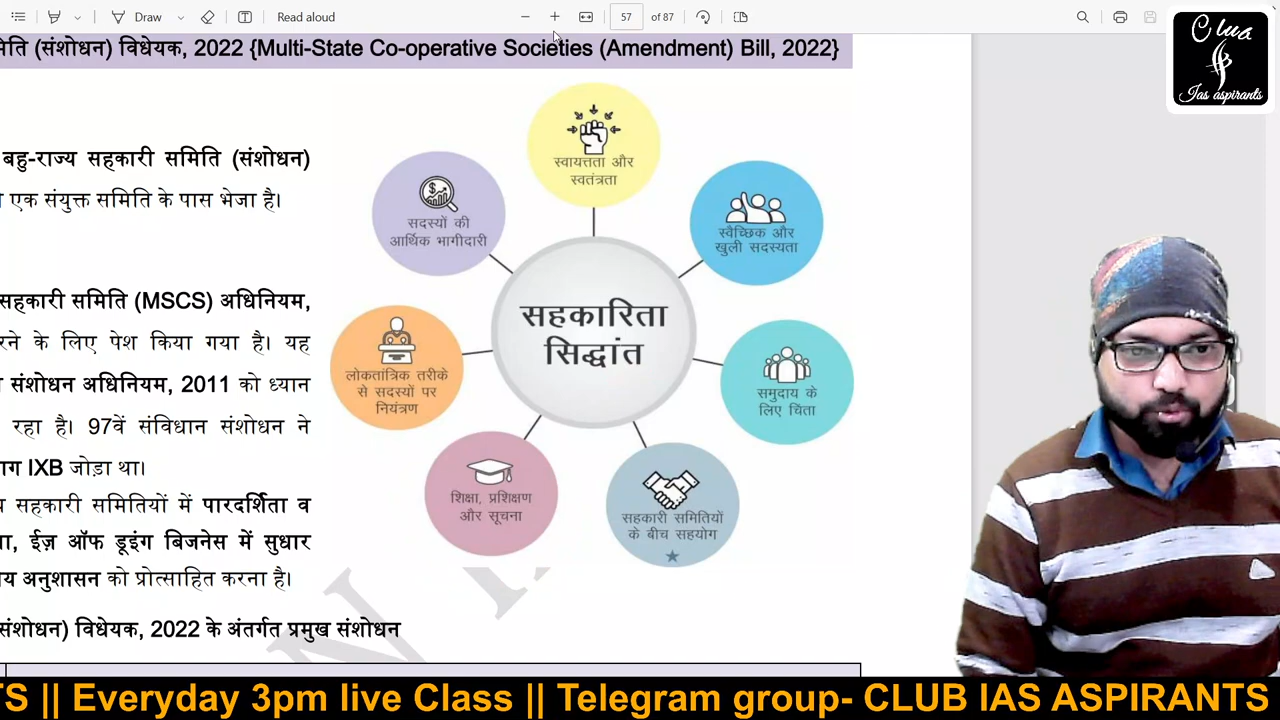 Draw
Read aloud
57
of 87
Clua
Ias aspirants
मिति (संशोधन) विधेयक, 2022 {Multi-State Co-operative Societies (Amendment) Bill, 2022}
बहु-राज्य सहकारी समिति (संशोधन)
एक संयुक्त समिति के पास भेजा है।
सहकारी समिति (MSCS) अधिनियम,
रने के लिए पेश किया गया है। यह
संशोधन अधिनियम, 2011 को ध्यान
रहा है। 97वें संविधान संशोधन ने
ाग IXB जोड़ा था।
सहकारी समितियों में पारदर्शिता व
ा, ईज़ ऑफ डूइंग बिजनेस में सुधार
य अनुशासन को प्रोत्साहित करना है।
संशोधन) विधेयक, 2022 के अंतर्गत प्रमुख संशोधन
स्वायत्तता और
स्वतंत्रता
सदस्यों की
आर्थिक भागीदारी
स्वैच्छिक और
खुली सदस्यता
सहकारिता
सिद्धांत
लोकतांत्रिक तरीके
से सदस्यों पर
नियंत्रण
समुदाय के
लिए चिंता
शिक्षा, प्रशिक्षण
और सूचना
सहकारी समितियों
के बीच सहयोग
TS || Everyday 3pm live Class || Telegram group- CLUB IAS ASPIRANTS